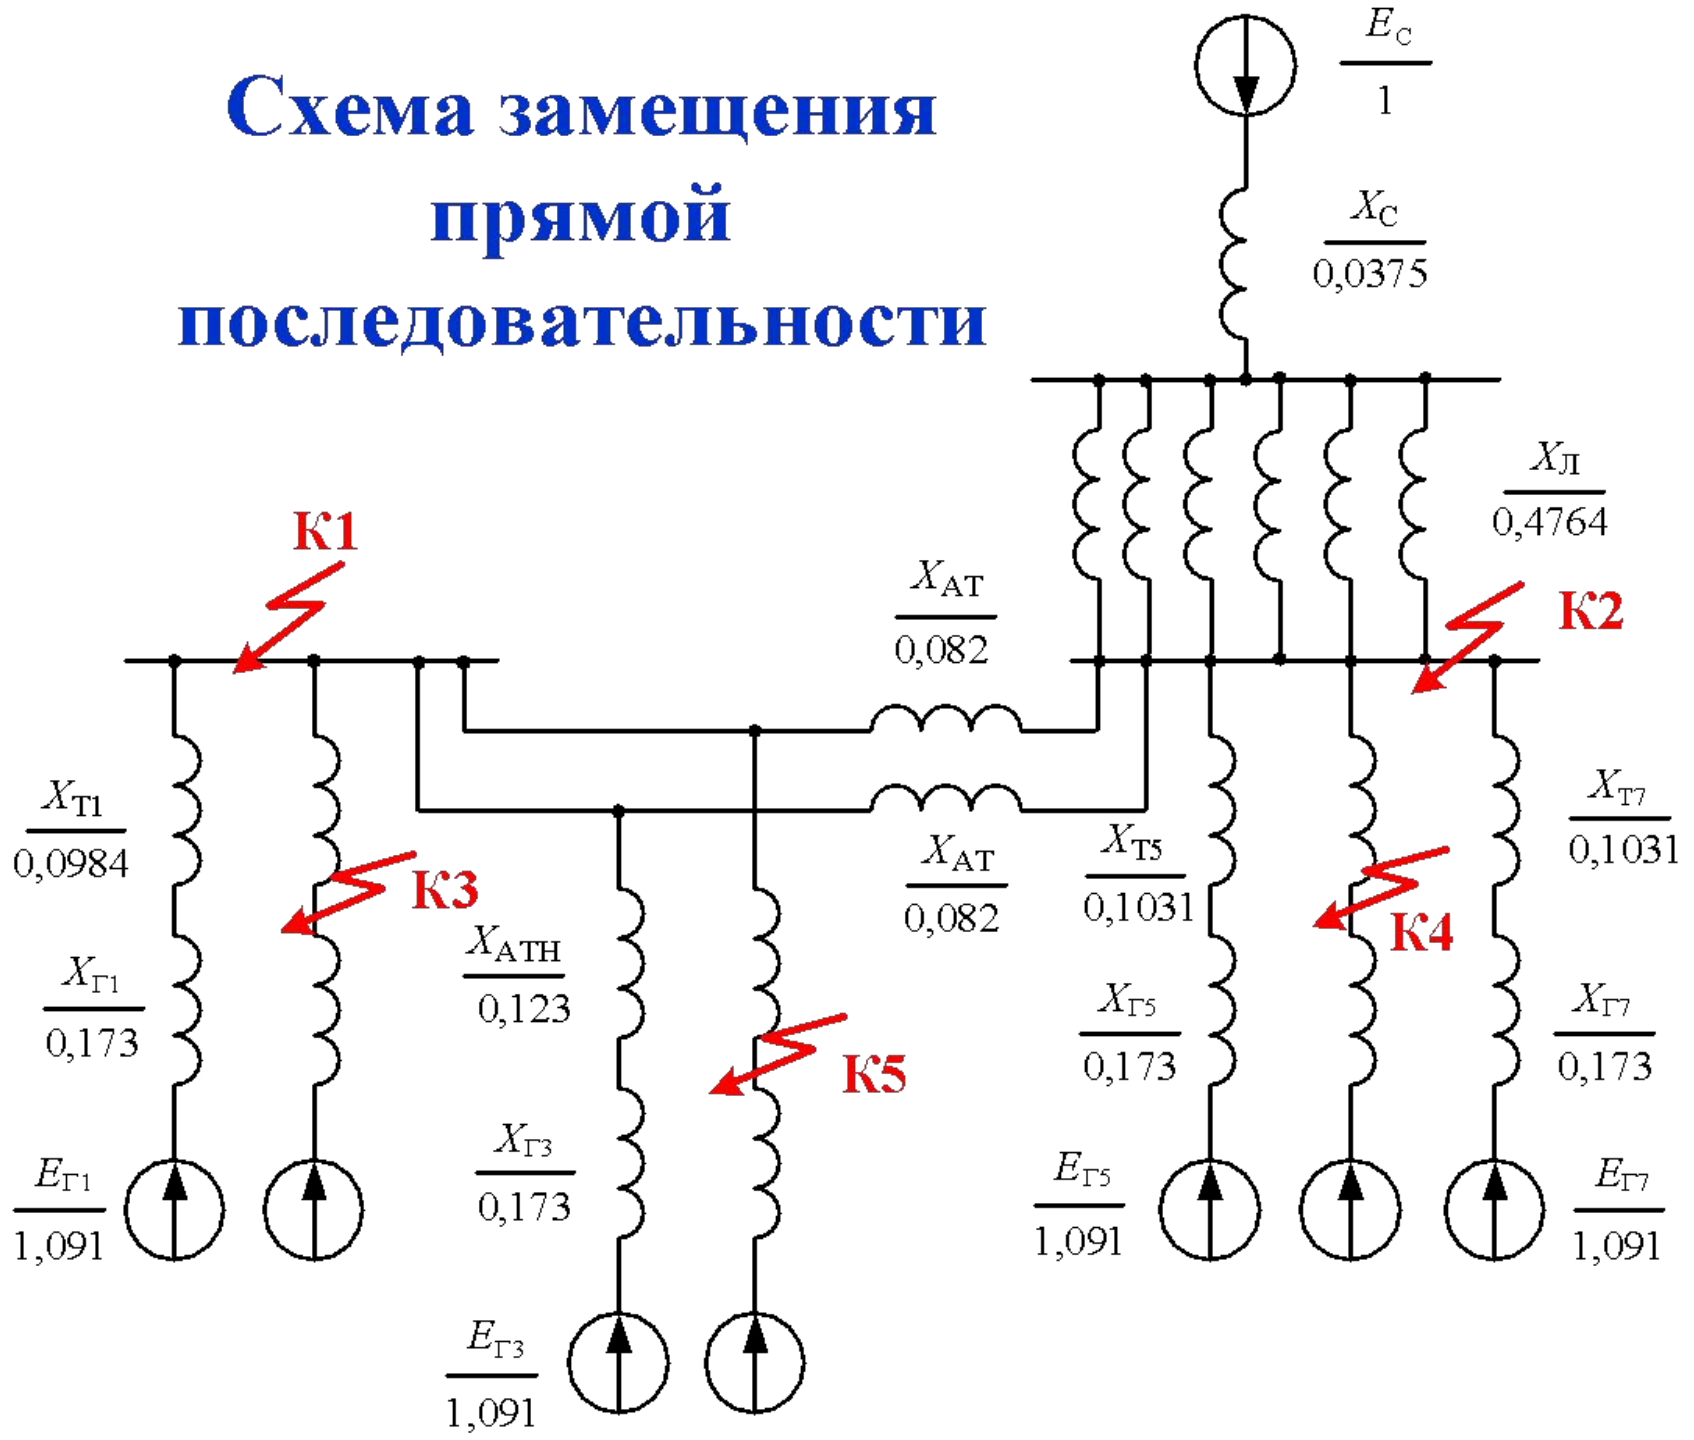 Схема замещения
прямой
последовательности
E_С
1
X_С
0,0375
X_Л
0,4764
К1
К2
X_АТ
0,082
X_Т1
0,0984
К3
X_АТ
0,082
X_Т5
0,1031
X_Т7
0,1031
К4
X_АТН
0,123
X_Г1
0,173
К5
X_Г5
0,173
X_Г7
0,173
X_Г3
0,173
E_Г1
1,091
E_Г5
1,091
E_Г7
1,091
E_Г3
1,091